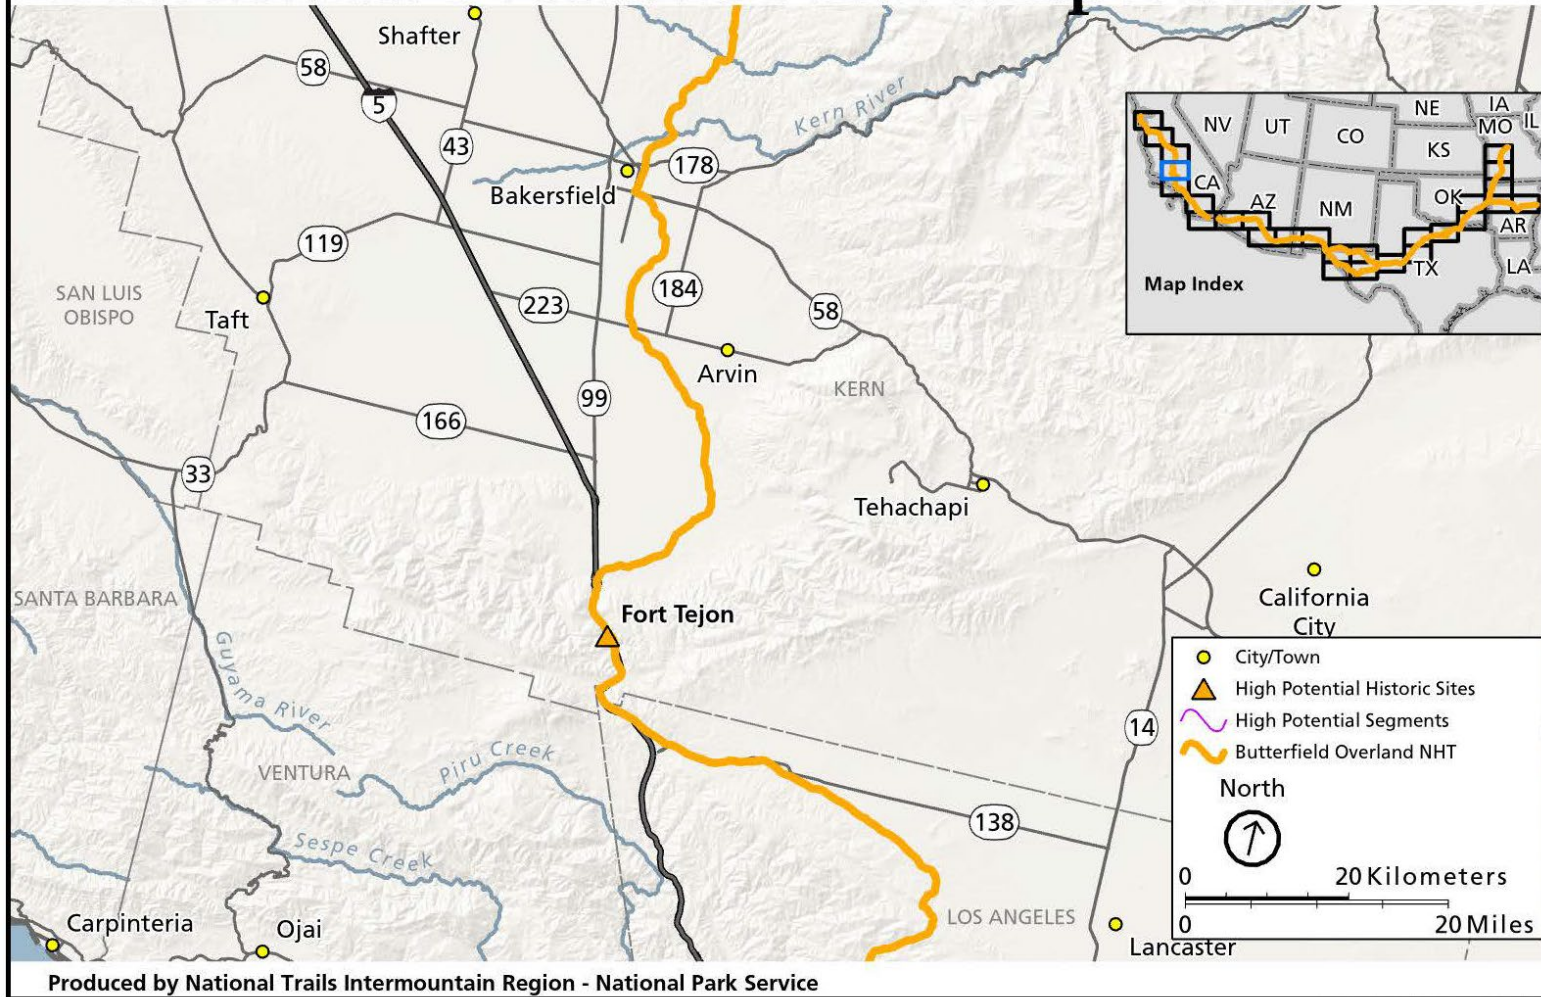 Shafter
58
5
43
Kern River
178
Bakersfield
NV
UT
CO
NE
IA
IL
MO
KS
CA
AZ
NM
OK
AR
TX
LA
Map Index
119
184
223
58
SAN LUIS
OBISPO
Taft
Arvin
KERN
99
166
33
Tehachapi
SANTA BARBARA
Fort Tejon
California
City
Guyama River
14
VENTURA
Piru Creek
138
Sespe Creek
City/Town
High Potential Historic Sites
High Potential Segments
Butterfield Overland NHT
North
0 20 Kilometers
0 20 Miles
Carpinteria
Ojai
LOS ANGELES
Lancaster
Produced by National Trails Intermountain Region - National Park Service